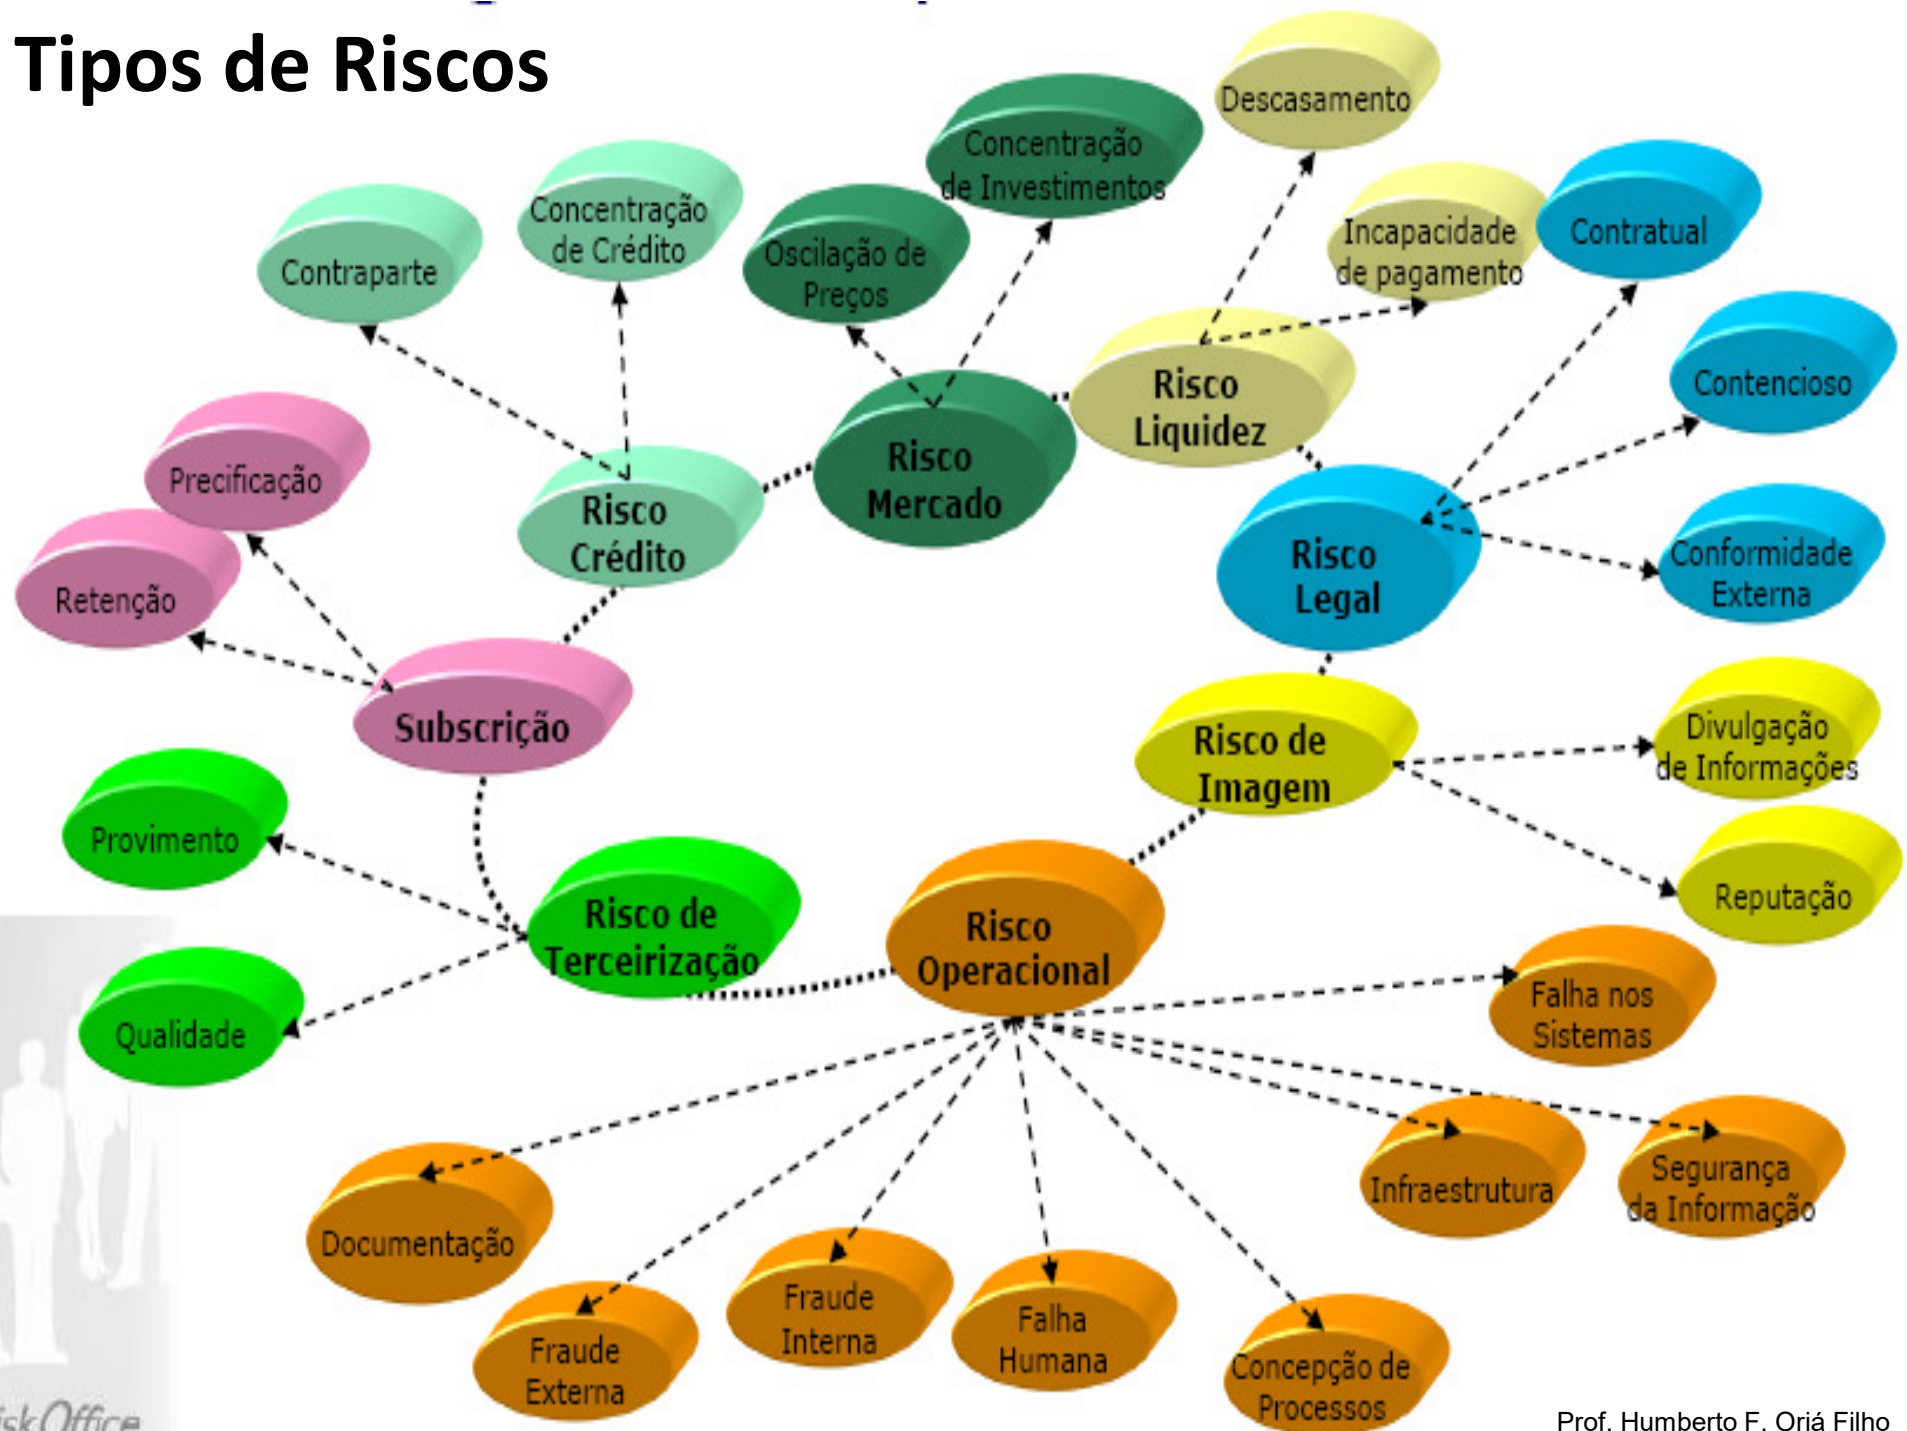 Tipos de Riscos
Descasamento
Concentração
de Investimentos
Contraparte
Concentração
de Crédito
Oscilação de
Preços
Incapacidade
de pagamento
Contratual
Contencioso
Precificação
Retenção
Risco
Crédito
Risco
Mercado
Risco
Liquidez
Risco
Legal
Conformidade
Externa
Subscrição
Risco de
Imagem
Divulgação
de Informações
Reputação
Provimento
Qualidade
Risco de
Terceirização
Risco
Operacional
Falha nos
Sistemas
Infraestrutura
Segurança
da Informação
Documentação
Fraude
Externa
Fraude
Interna
Falha
Humana
Concepção de
Processos
iskOffice
Prof. Humberto F. Oriá Filho